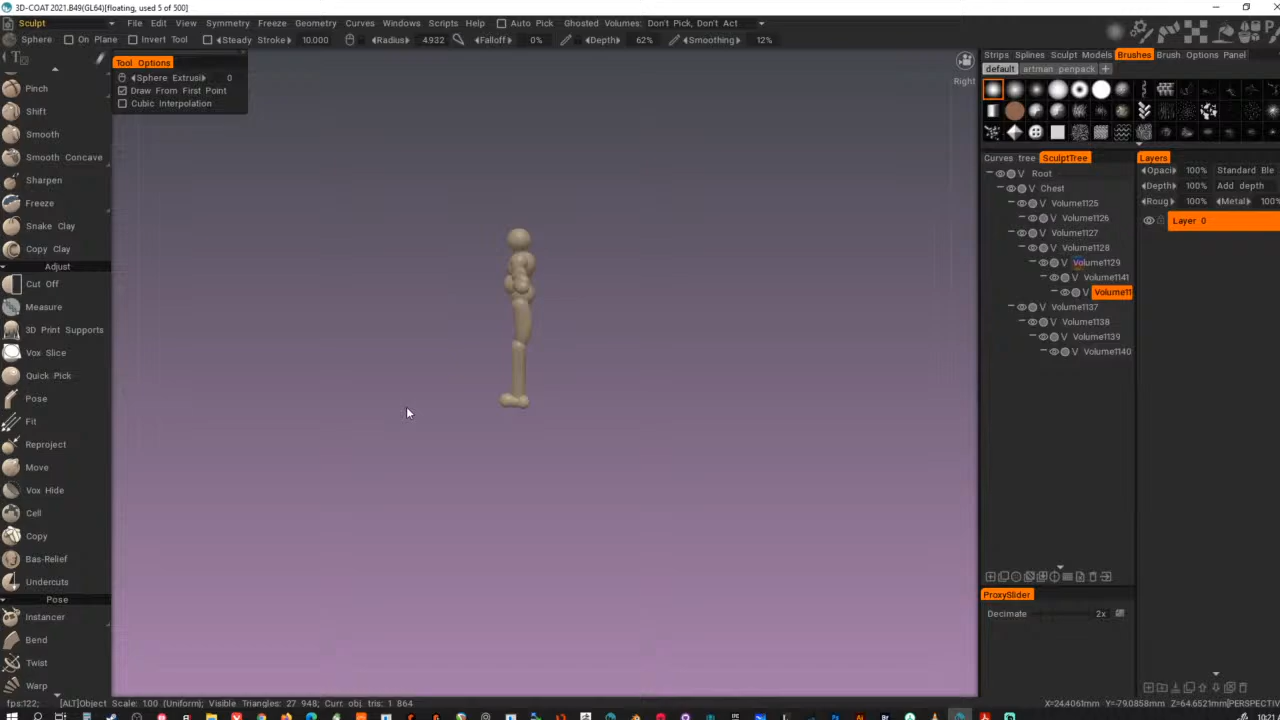 3D-COAT 2021.B49(GL64)[floating, used 5 of 500]
Sculpt File Edit View Symmetry Freeze Geometry Curves Windows Scripts Help Auto Pick Ghosted Volumes: Don't Pick, Don't Act
Sphere: On Plane Invert Tool Steady Stroke 10.000 Radius 4.932 Falloff 0% Depth 62% Smoothing 12%
Tool Options
Sphere Extrusi 0
Draw From First Point
Cubic Interpolation
Right
Pinch
Shift
Smooth
Smooth Concave
Sharpen
Freeze
Snake Clay
Copy Clay
Adjust
Cut Off
Measure
3D Print Supports
Vox Slice
Quick Pick
Pose
Fit
Reproject
Move
Vox Hide
Cell
Copy
Bas-Relief
Undercuts
Pose
Instancer
Bend
Twist
Warp
Strips Splines Sculpt Models Brushes Brush Options Panel
default artman penpack +
Curves tree SculptTree
V Root
V Chest
V Volume1125
V Volume1126
V Volume1127
V Volume1128
V Volume1129
V Volume1141
V Volume11
V Volume1137
V Volume1138
V Volume1139
V Volume1140
Layers
Opaci 100% Standard Ble
Depth 100% Add depth
Roug 100% Metal 100%
Layer 0
ProxySlider
Decimate 2x
fps:122; [ALT]Object Scale: 1.00 (Uniform); Visible Triangles: 27 948; Curr. obj. tris: 1 864
X=24.4061mm Y=-79.0858mm Z=64.6521mm[PERSPECTIV